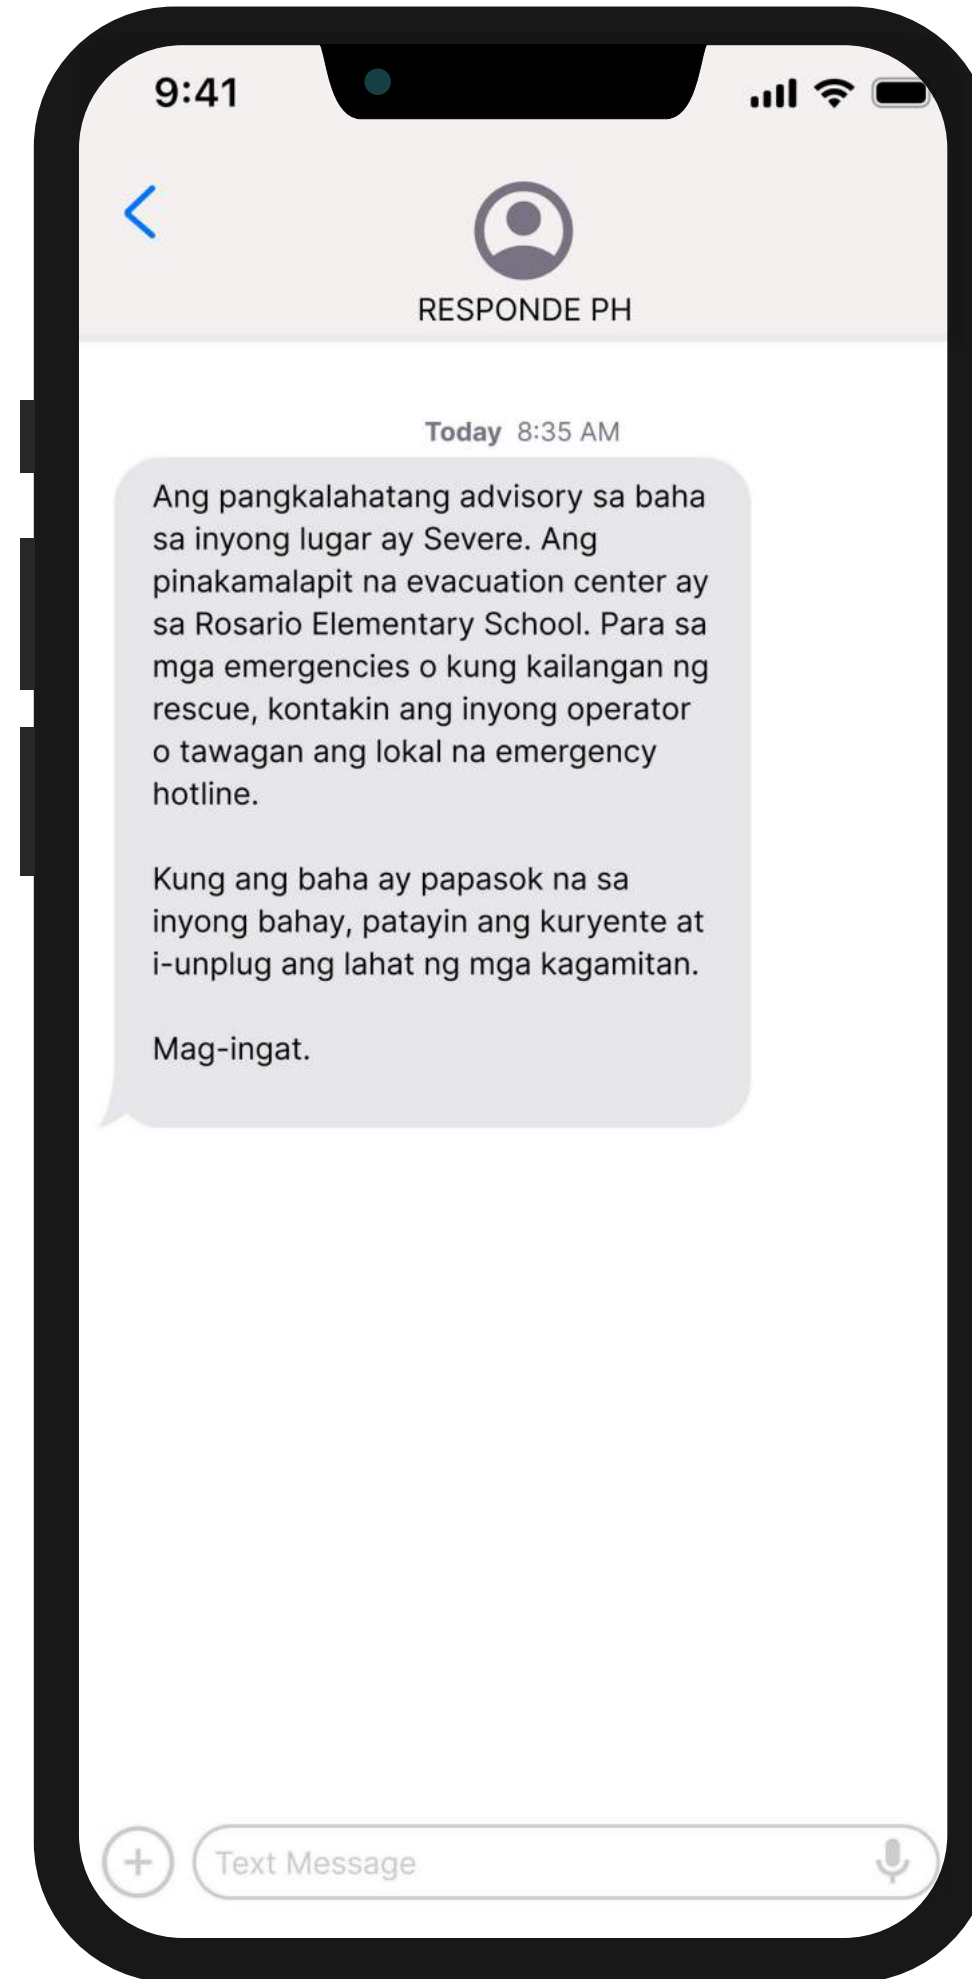 9:41
RESPONDE PH
Today 8:35 AM
Ang pangkalahatang advisory sa baha
sa inyong lugar ay Severe. Ang
pinakamalapit na evacuation center ay
sa Rosario Elementary School. Para sa
mga emergencies o kung kailangan ng
rescue, kontakin ang inyong operator
o tawagan ang lokal na emergency
hotline.
Kung ang baha ay papasok na sa
inyong bahay, patayin ang kuryente at
i-unplug ang lahat ng mga kagamitan.
Mag-ingat.
Text Message